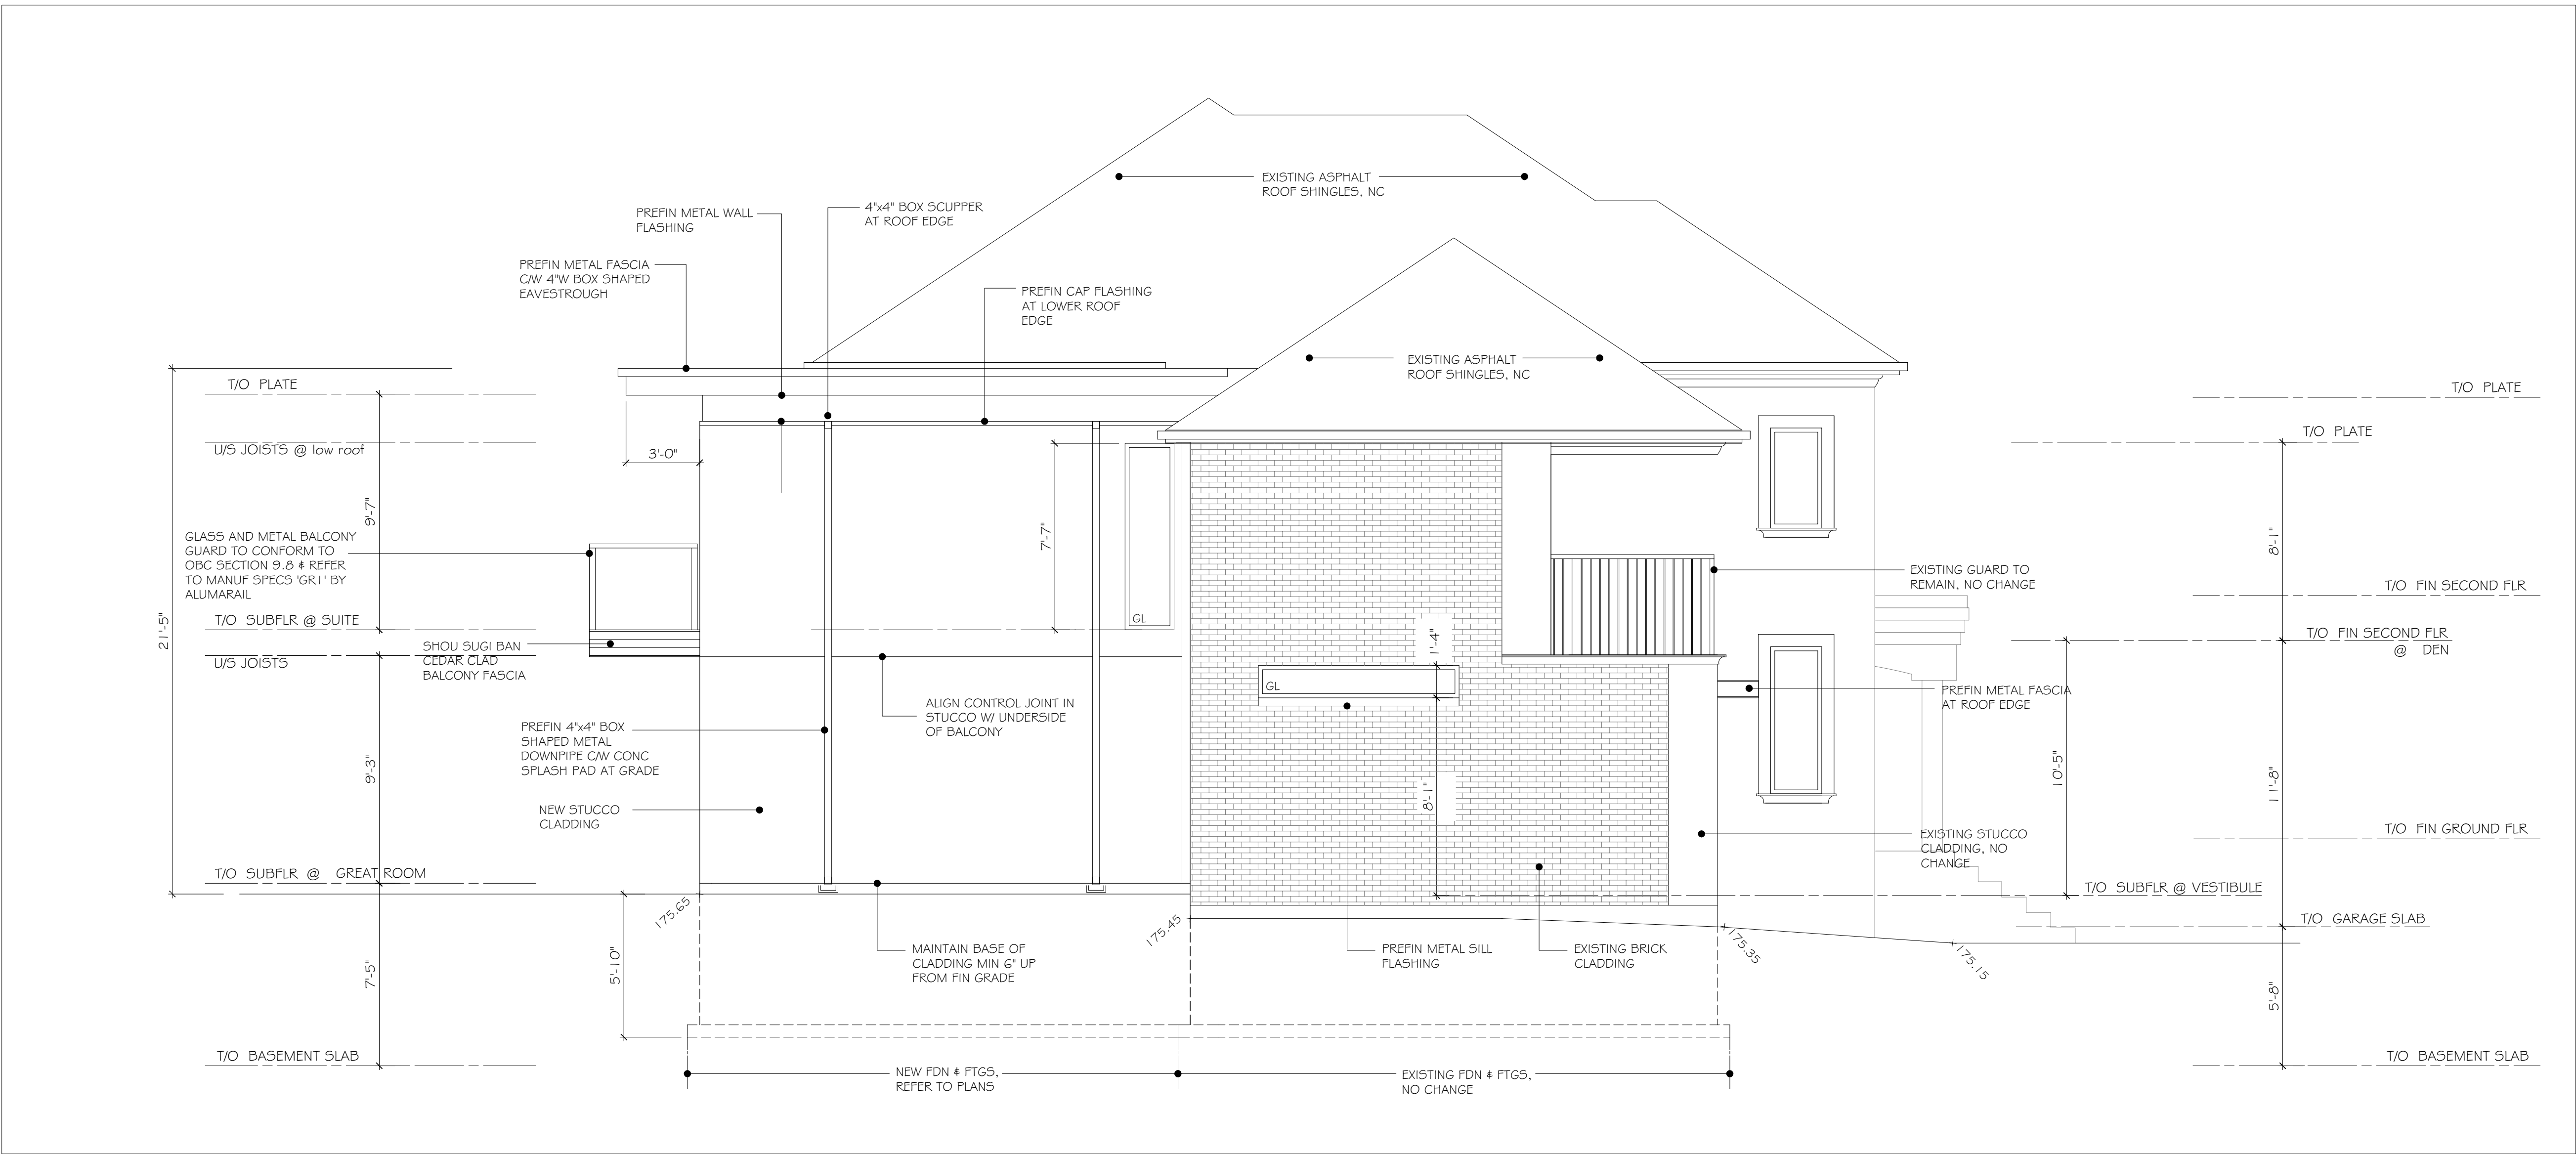 EXISTING ASPHALT
ROOF SHINGLES, NC
PREFIN METAL WALL
FLASHING
4"x4" BOX SCUPPER
AT ROOF EDGE
PREFIN METAL FASCIA
C/W 4"W BOX SHAPED
EAVESTROUGH
PREFIN CAP FLASHING
AT LOWER ROOF
EDGE
EXISTING ASPHALT
ROOF SHINGLES, NC
T/O PLATE
U/S JOISTS @ low roof
3'-0"
9'-7"
21'-5"
GLASS AND METAL BALCONY
GUARD TO CONFORM TO
OBC SECTION 9.8 & REFER
TO MANUF SPECS 'GR1' BY
ALUMARAIL
T/O SUBFLR @ SUITE
U/S JOISTS
SHOU SUGI BAN
CEDAR CLAD
BALCONY FASCIA
7'-7"
GL
GL
1'-4"
8'-1"
ALIGN CONTROL JOINT IN
STUCCO W/ UNDERSIDE
OF BALCONY
PREFIN 4"x4" BOX
SHAPED METAL
DOWNPIPE C/W CONC
SPLASH PAD AT GRADE
9'-3"
NEW STUCCO
CLADDING
T/O SUBFLR @ GREAT ROOM
175.65
175.45
5'-10"
7'-5"
MAINTAIN BASE OF
CLADDING MIN 6" UP
FROM FIN GRADE
PREFIN METAL SILL
FLASHING
EXISTING BRICK
CLADDING
175.35
175.15
T/O BASEMENT SLAB
NEW FDN & FTGS,
REFER TO PLANS
EXISTING FDN & FTGS,
NO CHANGE
T/O PLATE
T/O PLATE
8'-1"
EXISTING GUARD TO
REMAIN, NO CHANGE
T/O FIN SECOND FLR
T/O FIN SECOND FLR
@ DEN
PREFIN METAL FASCIA
AT ROOF EDGE
10'-5"
11'-8"
EXISTING STUCCO
CLADDING, NO
CHANGE
T/O FIN GROUND FLR
T/O SUBFLR @ VESTIBULE
T/O GARAGE SLAB
5'-8"
T/O BASEMENT SLAB